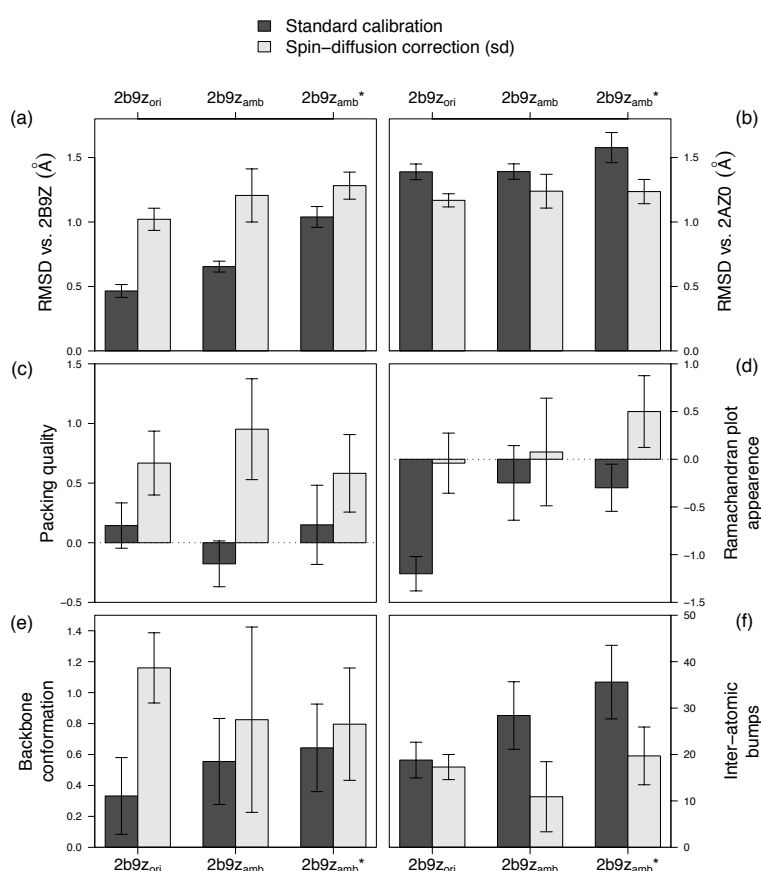 Standard calibration
Spin−diffusion correction (sd)
2b9z_ori 2b9z_amb 2b9z_amb* 2b9z_ori 2b9z_amb 2b9z_amb*
(a)
RMSD vs. 2B9Z (Å)
0.0
0.5
1.0
1.5
(b)
RMSD vs. 2AZ0 (Å)
0.0
0.5
1.0
1.5
(c)
Packing quality
−0.5
0.0
0.5
1.0
1.5
(d)
Ramachandran plot
appearence
−1.5
−1.0
−0.5
0.0
0.5
1.0
(e)
Backbone
conformation
0.0
0.2
0.4
0.6
0.8
1.0
1.2
1.4
(f)
Inter−atomic
bumps
0
10
20
30
40
50
2b9z_ori 2b9z_amb 2b9z_amb* 2b9z_ori 2b9z_amb 2b9z_amb*